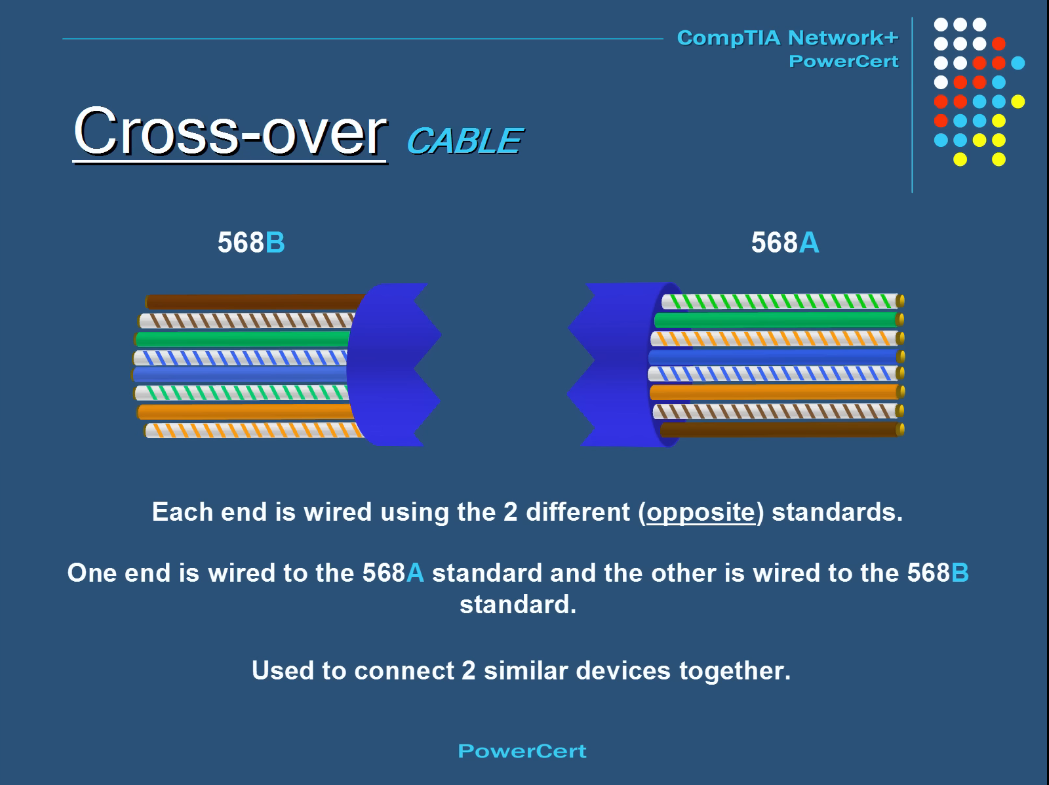 CompTIA Network+
PowerCert
Cross-over CABLE
568B
568A
Each end is wired using the 2 different (opposite) standards.
One end is wired to the 568A standard and the other is wired to the 568B
standard.
Used to connect 2 similar devices together.
PowerCert